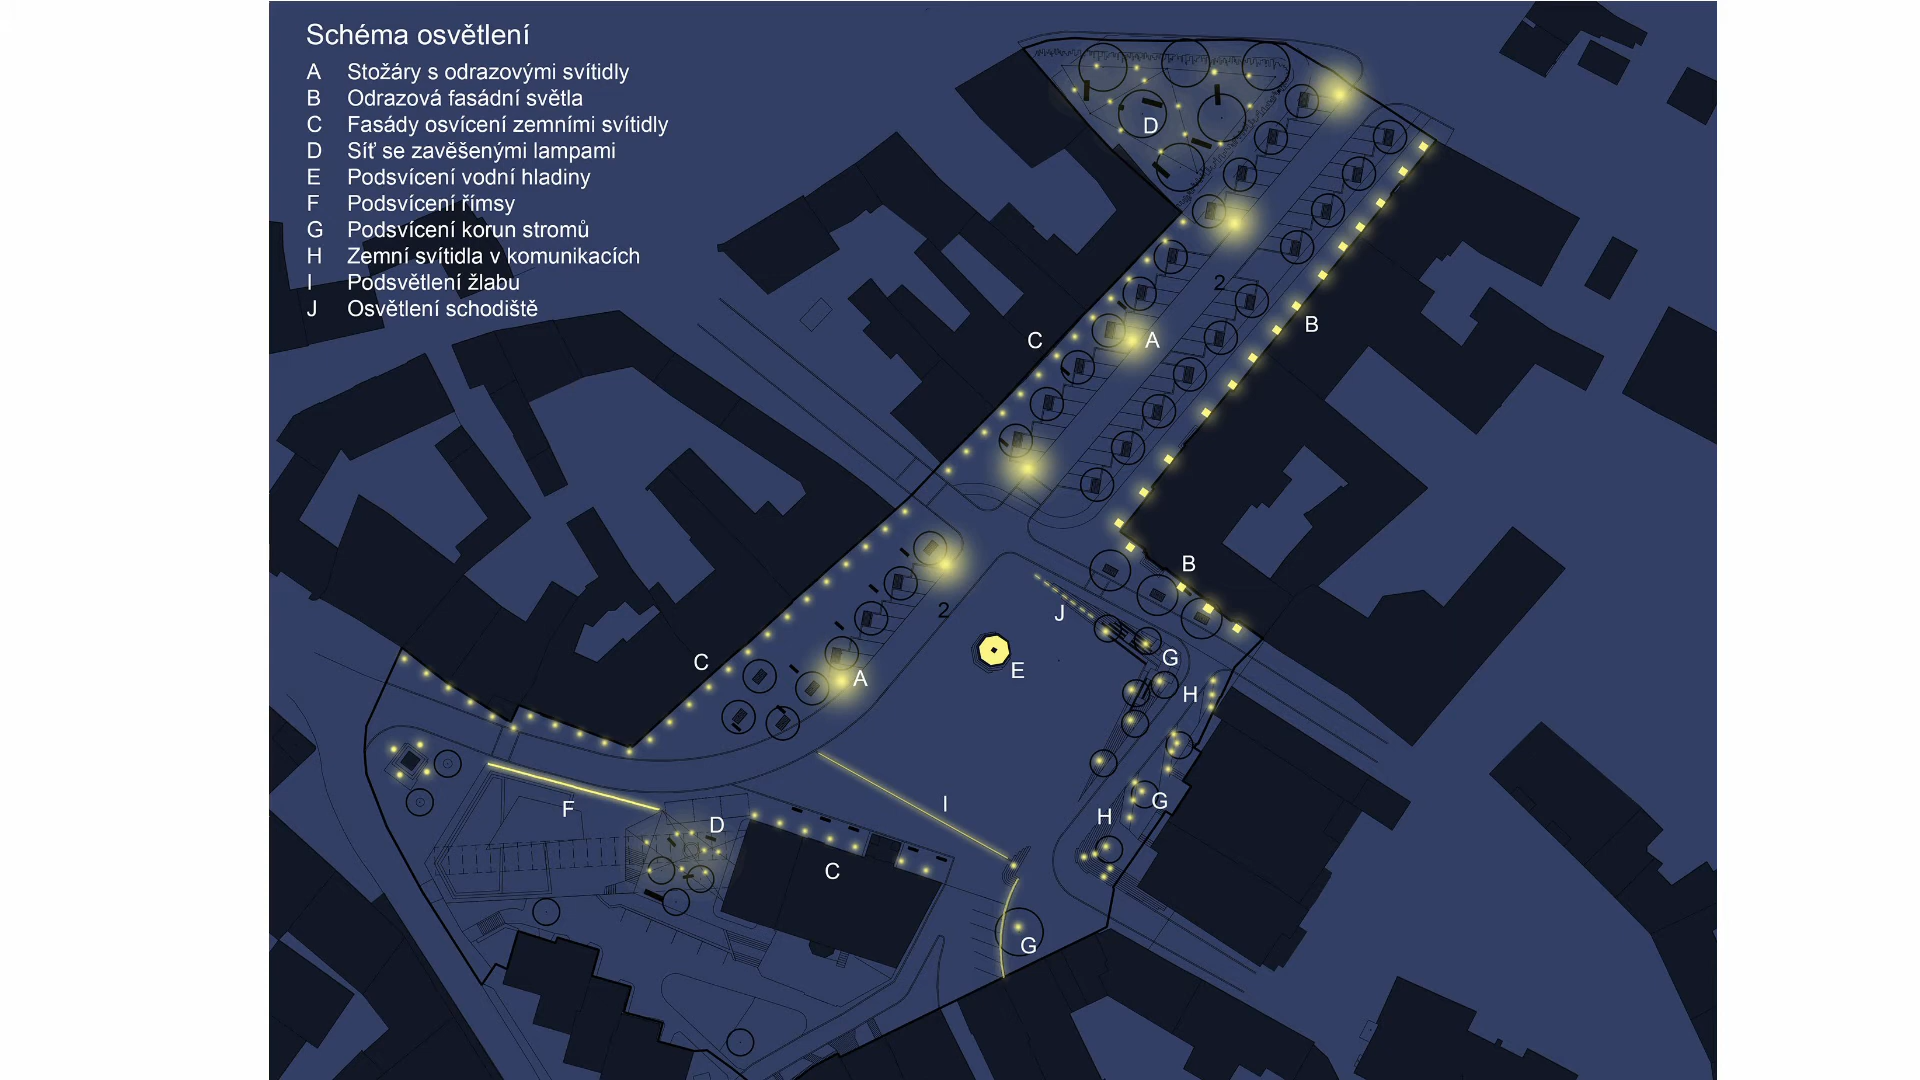 Schéma osvětlení
A Stožáry s odrazovými svítidly
B Odrazová fasádní světla
C Fasády osvícení zemními svítidly
D Síť se zavěšenými lampami
E Podsvícení vodní hladiny
F Podsvícení římsy
G Podsvícení korun stromů
H Zemní svítidla v komunikacích
I Podsvětlení žlabu
J Osvětlení schodiště
D
2
B
C
A
B
2
J
G
C
E
A
H
F
I
G
D
H
C
G